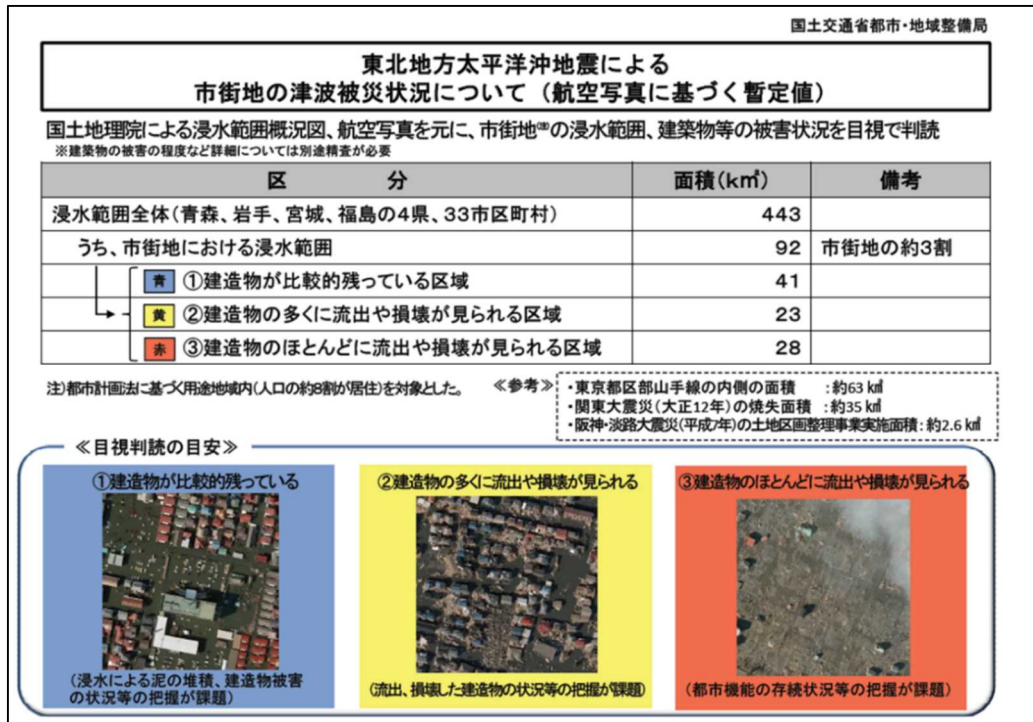 国土交通省都市・地域整備局
東北地方太平洋沖地震による
市街地の津波被災状況について（航空写真に基づく暫定値）
国土地理院による浸水範囲概況図、航空写真を元に、市街地(注)の浸水範囲、建築物等の被害状況を目視で判読
※建築物の被害の程度など詳細については別途精査が必要
区 分 面積(k㎡) 備考
浸水範囲全体(青森、岩手、宮城、福島の4県、33市区町村) 443
うち、市街地における浸水範囲 92 市街地の約3割
青 ①建造物が比較的残っている区域 41
黄 ②建造物の多くに流出や損壊が見られる区域 23
赤 ③建造物のほとんどに流出や損壊が見られる区域 28
注)都市計画法に基づく用途地域内(人口の約8割が居住)を対象とした。
≪参考≫
・東京都区部山手線の内側の面積 :約63 k㎡
・関東大震災(大正12年)の焼失面積 :約35 k㎡
・阪神・淡路大震災(平成7年)の土地区画整理事業実施面積:約2.6 k㎡
≪目視判読の目安≫
①建造物が比較的残っている
(浸水による泥の堆積、建造物被害
の状況等の把握が課題)
②建造物の多くに流出や損壊が見られる
(流出、損壊した建造物の状況等の把握が課題)
③建造物のほとんどに流出や損壊が見られる
(都市機能の存続状況等の把握が課題)